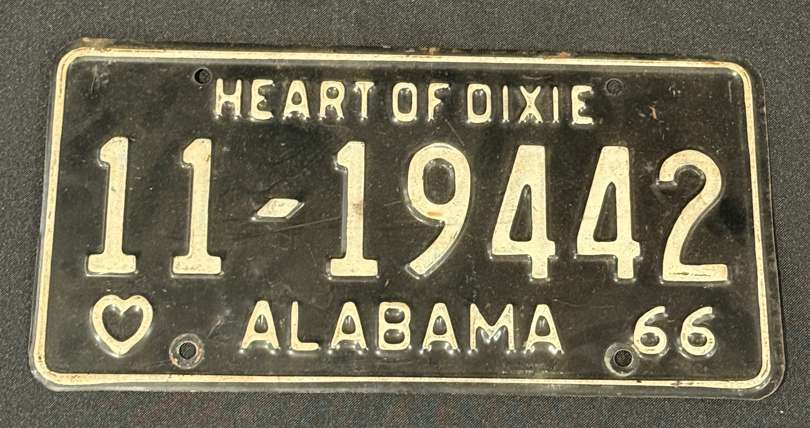 HEART OF DIXIE
11-19442
ALABAMA 66